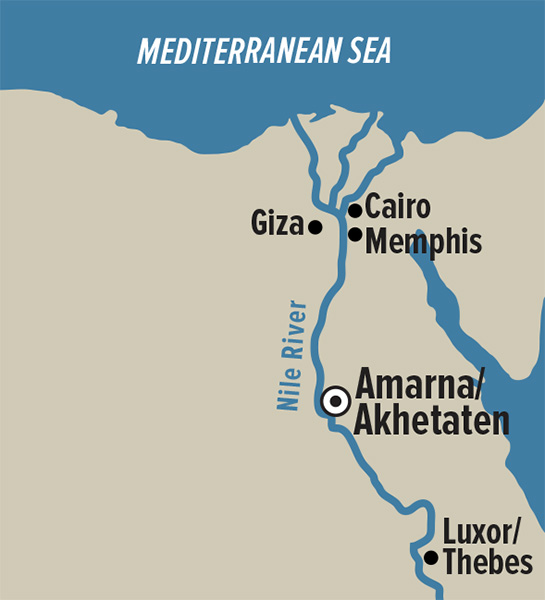 MEDITERRANEAN SEA
Giza
Cairo
Memphis
Nile River
Amarna/
Akhetaten
Luxor/
Thebes